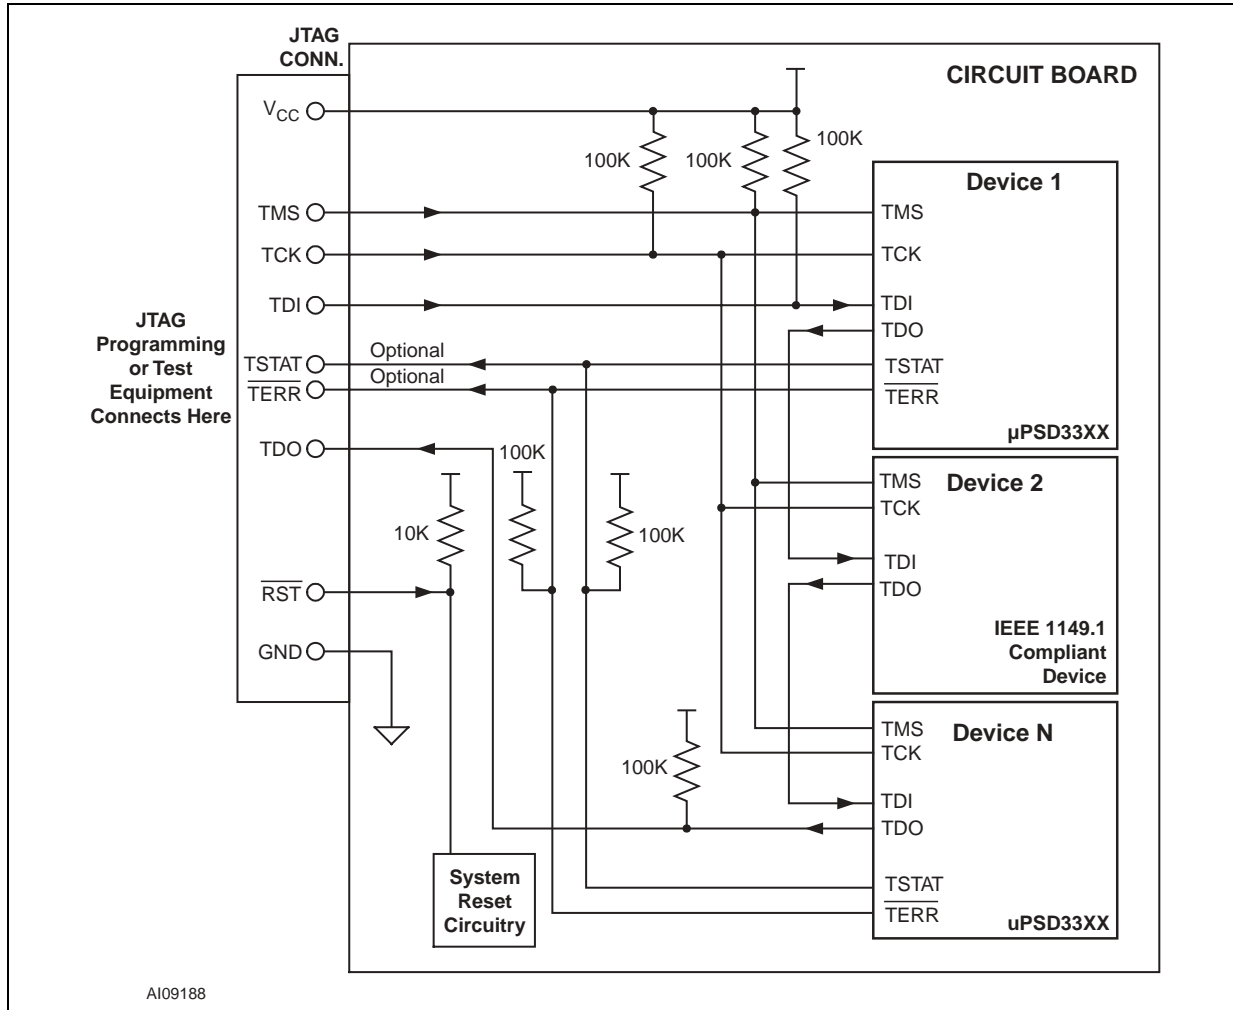 JTAG
CONN.
CIRCUIT BOARD
VCC
100K
100K
100K
Device 1
TMS
TMS
TCK
TCK
TDI
TDI
TDO
JTAG
Programming
or Test
Equipment
Connects Here
TSTAT
Optional
TSTAT
TERR
Optional
TERR
µPSD33XX
TDO
100K
TMS
Device 2
TCK
10K
100K
TDI
TDO
RST
IEEE 1149.1
Compliant
Device
GND
TMS
Device N
TCK
100K
TDI
TDO
System
Reset
Circuitry
TSTAT
TERR
uPSD33XX
AI09188